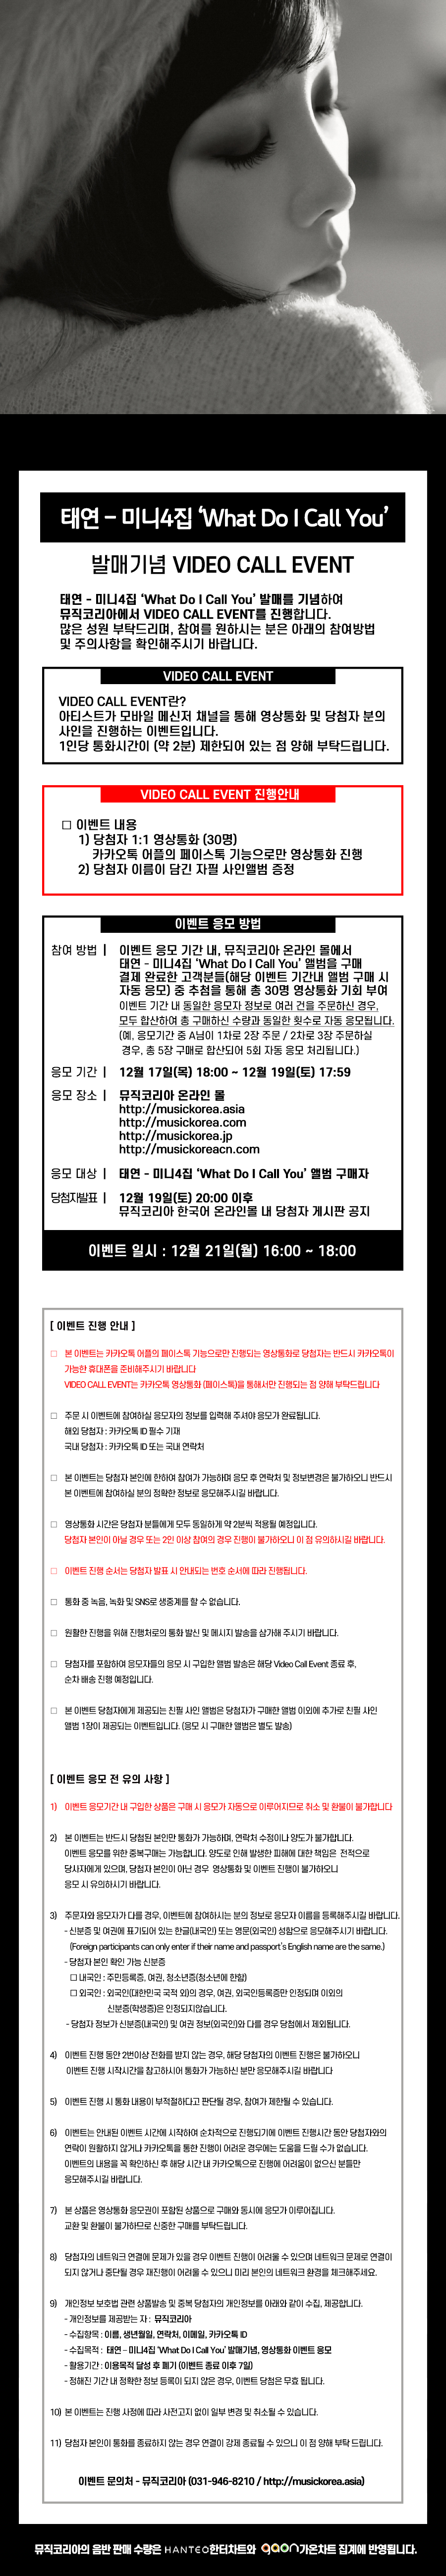 태연 – 미니4집 ‘What Do I Call You’
발매기념 VIDEO CALL EVENT
태연 - 미니4집 ‘What Do I Call You’ 발매를 기념하여
뮤직코리아에서 VIDEO CALL EVENT를 진행합니다.
많은 성원 부탁드리며, 참여를 원하시는 분은 아래의 참여방법
및 주의사항을 확인해주시기 바랍니다.
VIDEO CALL EVENT
VIDEO CALL EVENT란?
아티스트가 모바일 메신저 채널을 통해 영상통화 및 당첨자 분의
사인을 진행하는 이벤트입니다.
1인당 통화시간이 (약 2분) 제한되어 있는 점 양해 부탁드립니다.
VIDEO CALL EVENT 진행안내
□ 이벤트 내용
1) 당첨자 1:1 영상통화 (30명)
카카오톡 어플의 페이스톡 기능으로만 영상통화 진행
2) 당첨자 이름이 담긴 자필 사인앨범 증정
이벤트 응모 방법
참여 방법 | 이벤트 응모 기간 내, 뮤직코리아 온라인 몰에서
태연 - 미니4집 ‘What Do I Call You’ 앨범을 구매
결제 완료한 고객분들(해당 이벤트 기간내 앨범 구매 시
자동 응모) 중 추첨을 통해 총 30명 영상통화 기회 부여
이벤트 기간 내 동일한 응모자 정보로 여러 건을 주문하신 경우,
모두 합산하여 총 구매하신 수량과 동일한 횟수로 자동 응모됩니다.
(예, 응모기간 중 A님이 1차로 2장 주문 / 2차로 3장 주문하실
경우, 총 5장 구매로 합산되어 5회 자동 응모 처리됩니다.)
응모 기간 | 12월 17일(목) 18:00 ~ 12월 19일(토) 17:59
응모 장소 | 뮤직코리아 온라인 몰
http://musickorea.asia
http://musickorea.com
http://musickorea.jp
http://musickoreacn.com
응모 대상 | 태연 - 미니4집 ‘What Do I Call You’ 앨범 구매자
당첨자발표 | 12월 19일(토) 20:00 이후
뮤직코리아 한국어 온라인몰 내 당첨자 게시판 공지
이벤트 일시 : 12월 21일(월) 16:00 ~ 18:00
[ 이벤트 진행 안내 ]
□ 본 이벤트는 카카오톡 어플의 페이스톡 기능으로만 진행되는 영상통화로 당첨자는 반드시 카카오톡이
가능한 휴대폰을 준비해주시기 바랍니다
VIDEO CALL EVENT는 카카오톡 영상통화 (페이스톡)을 통해서만 진행되는 점 양해 부탁드립니다
□ 주문 시 이벤트에 참여하실 응모자의 정보를 입력해 주셔야 응모가 완료됩니다.
해외 당첨자 : 카카오톡 ID 필수 기재
국내 당첨자 : 카카오톡 ID 또는 국내 연락처
□ 본 이벤트는 당첨자 본인에 한하여 참여가 가능하며 응모 후 연락처 및 정보변경은 불가하오니 반드시
본 이벤트에 참여하실 분의 정확한 정보로 응모해주시길 바랍니다.
□ 영상통화 시간은 당첨자 분들에게 모두 동일하게 약 2분씩 적용될 예정입니다.
당첨자 본인이 아닐 경우 또는 2인 이상 참여의 경우 진행이 불가하오니 이 점 유의하시길 바랍니다.
□ 이벤트 진행 순서는 당첨자 발표 시 안내되는 번호 순서에 따라 진행됩니다.
□ 통화 중 녹음, 녹화 및 SNS로 생중계를 할 수 없습니다.
□ 원활한 진행을 위해 진행처로의 통화 발신 및 메시지 발송을 삼가해 주시기 바랍니다.
□ 당첨자를 포함하여 응모자들의 응모 시 구입한 앨범 발송은 해당 Video Call Event 종료 후,
순차 배송 진행 예정입니다.
□ 본 이벤트 당첨자에게 제공되는 친필 사인 앨범은 당첨자가 구매한 앨범 이외에 추가로 친필 사인
앨범 1장이 제공되는 이벤트입니다. (응모 시 구매한 앨범은 별도 발송)
[ 이벤트 응모 전 유의 사항 ]
1) 이벤트 응모기간 내 구입한 상품은 구매 시 응모가 자동으로 이루어지므로 취소 및 환불이 불가합니다
2) 본 이벤트는 반드시 당첨된 본인만 통화가 가능하며, 연락처 수정이나 양도가 불가합니다.
이벤트 응모를 위한 중복구매는 가능합니다. 양도로 인해 발생한 피해에 대한 책임은 전적으로
당사자에게 있으며, 당첨자 본인이 아닌 경우 영상통화 및 이벤트 진행이 불가하오니
응모 시 유의하시기 바랍니다.
3) 주문자와 응모자가 다를 경우, 이벤트에 참여하시는 분의 정보로 응모자 이름을 등록해주시길 바랍니다.
- 신분증 및 여권에 표기되어 있는 한글(내국인) 또는 영문(외국인) 성함으로 응모해주시기 바랍니다.
(Foreign participants can only enter if their name and passport's English name are the same.)
- 당첨자 본인 확인 가능 신분증
□ 내국인 : 주민등록증, 여권, 청소년증(청소년에 한함)
□ 외국인 : 외국인(대한민국 국적 외)의 경우, 여권, 외국인등록증만 인정되며 이외의
신분증(학생증)은 인정되지않습니다.
- 당첨자 정보가 신분증(내국인) 및 여권 정보(외국인)와 다를 경우 당첨에서 제외됩니다.
4) 이벤트 진행 동안 2번이상 전화를 받지 않는 경우, 해당 당첨자의 이벤트 진행은 불가하오니
이벤트 진행 시작시간을 참고하시어 통화가 가능하신 분만 응모해주시길 바랍니다
5) 이벤트 진행 시 통화 내용이 부적절하다고 판단될 경우, 참여가 제한될 수 있습니다.
6) 이벤트는 안내된 이벤트 시간에 시작하여 순차적으로 진행되기에 이벤트 진행시간 동안 당첨자와의
연락이 원활하지 않거나 카카오톡을 통한 진행이 어려운 경우에는 도움을 드릴 수가 없습니다.
이벤트의 내용을 꼭 확인하신 후 해당 시간 내 카카오톡으로 진행에 어려움이 없으신 분들만
응모해주시길 바랍니다.
7) 본 상품은 영상통화 응모권이 포함된 상품으로 구매와 동시에 응모가 이루어집니다.
교환 및 환불이 불가하므로 신중한 구매를 부탁드립니다.
8) 당첨자의 네트워크 연결에 문제가 있을 경우 이벤트 진행이 어려울 수 있으며 네트워크 문제로 연결이
되지 않거나 중단될 경우 재진행이 어려울 수 있으니 미리 본인의 네트워크 환경을 체크해주세요.
9) 개인정보 보호법 관련 상품발송 및 중복 당첨자의 개인정보를 아래와 같이 수집, 제공합니다.
- 개인정보를 제공받는 자 : 뮤직코리아
- 수집항목 : 이름, 생년월일, 연락처, 이메일, 카카오톡 ID
- 수집목적 : 태연 – 미니4집 ‘What Do I Call You’ 발매기념, 영상통화 이벤트 응모
- 활용기간 : 이용목적 달성 후 폐기 (이벤트 종료 이후 7일)
- 정해진 기간 내 정확한 정보 등록이 되지 않은 경우, 이벤트 당첨은 무효 됩니다.
10) 본 이벤트는 진행 사정에 따라 사전고지 없이 일부 변경 및 취소될 수 있습니다.
11) 당첨자 본인이 통화를 종료하지 않는 경우 연결이 강제 종료될 수 있으니 이 점 양해 부탁 드립니다.
이벤트 문의처 - 뮤직코리아 (031-946-8210 / http://musickorea.asia)
뮤직코리아의 음반 판매 수량은 HANTEO한터차트와 gaon가온차트 집계에 반영됩니다.